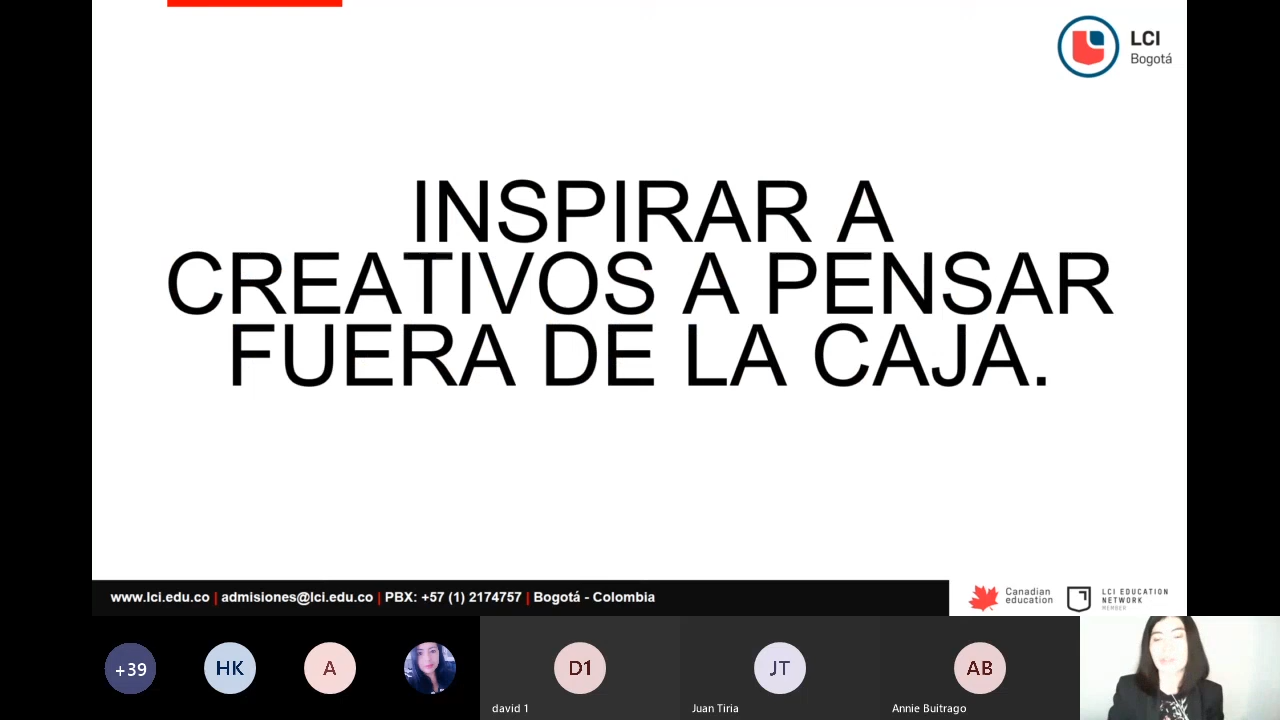 LCI
Bogotá
INSPIRAR A
CREATIVOS A PENSAR
FUERA DE LA CAJA.
www.lci.edu.co | admisiones@lci.edu.co | PBX: +57 (1) 2174757 | Bogotá - Colombia
Canadian
education
LCI EDUCATION
NETWORK
MEMBER
+39
HK
A
D1
JT
AB
david 1
Juan Tiria
Annie Buitrago